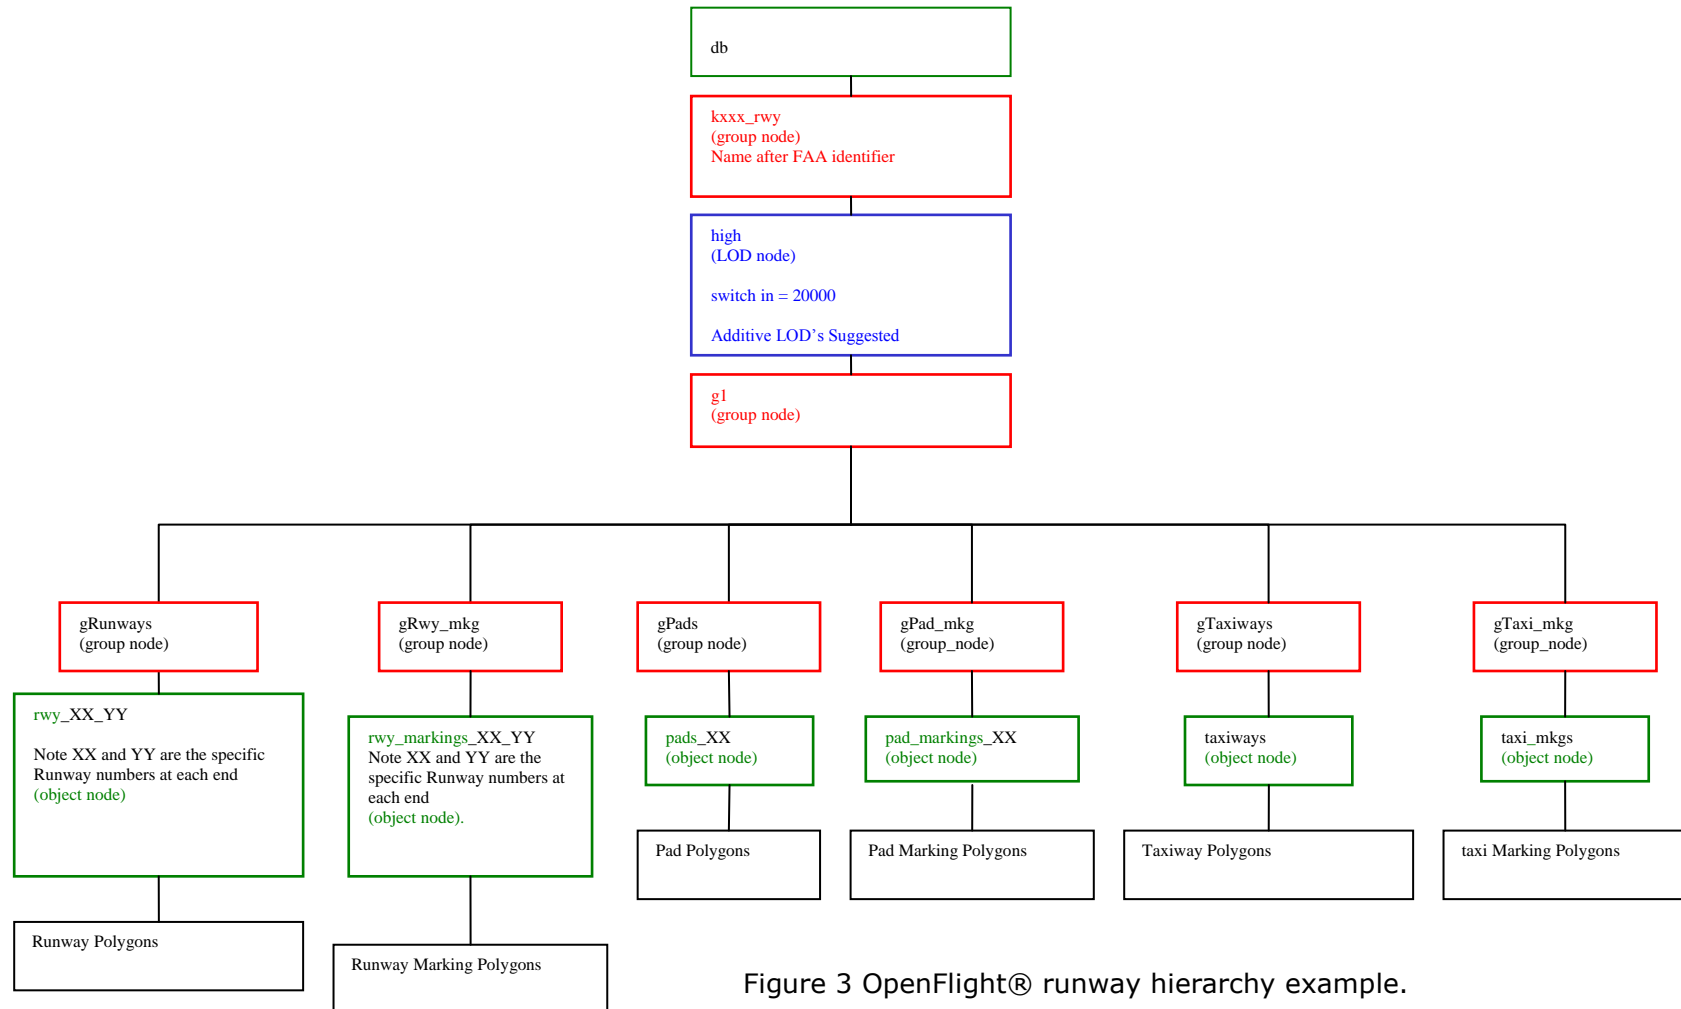 db
kxxx_rwy
(group node)
Name after FAA identifier
high
(LOD node)
switch in = 20000
Additive LOD's Suggested
g1
(group node)
gRunways
(group node)
gRwy_mkg
(group node)
gPads
(group node)
gPad_mkg
(group_node)
gTaxiways
(group node)
gTaxi_mkg
(group_node)
rwy_XX_YY
Note XX and YY are the specific
Runway numbers at each end
(object node)
rwy_markings_XX_YY
Note XX and YY are the
specific Runway numbers at
each end
(object node).
pads_XX
(object node)
pad_markings_XX
(object node)
taxiways
(object node)
taxi_mkgs
(object node)
Runway Polygons
Runway Marking Polygons
Pad Polygons
Pad Marking Polygons
Taxiway Polygons
taxi Marking Polygons
Figure 3 OpenFlight® runway hierarchy example.